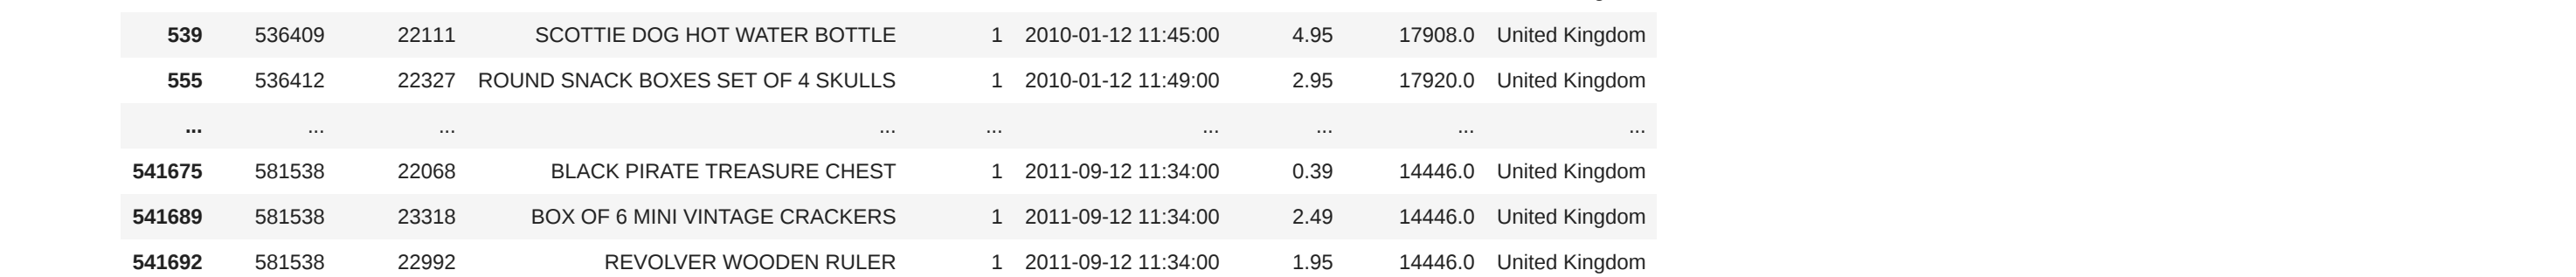 539 536409 22111 SCOTTIE DOG HOT WATER BOTTLE 1 2010-01-12 11:45:00 4.95 17908.0 United Kingdom
555 536412 22327 ROUND SNACK BOXES SET OF 4 SKULLS 1 2010-01-12 11:49:00 2.95 17920.0 United Kingdom
... ... ... ... ... ... ... ... ...
541675 581538 22068 BLACK PIRATE TREASURE CHEST 1 2011-09-12 11:34:00 0.39 14446.0 United Kingdom
541689 581538 23318 BOX OF 6 MINI VINTAGE CRACKERS 1 2011-09-12 11:34:00 2.49 14446.0 United Kingdom
541692 581538 22992 REVOLVER WOODEN RULER 1 2011-09-12 11:34:00 1.95 14446.0 United Kingdom